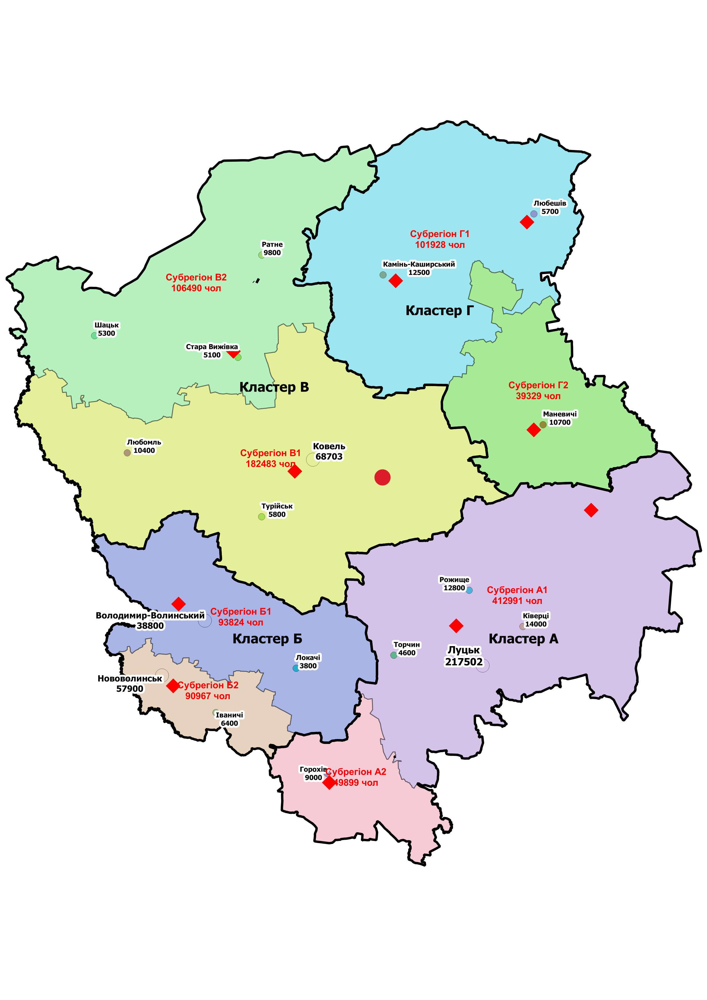 Любешів
5700
Субрегіон Г1
101928 чол
Ратне
9800
Камінь-Каширський
12500
Субрегіон В2
106490 чол
Кластер Г
Шацьк
5300
Стара Вижівка
5100
Кластер В
Субрегіон Г2
39329 чол
Маневичі
10700
Любомль
10400
Субрегіон В1
182483 чол
Ковель
68703
Турійськ
5800
Рожище
12800
Субрегіон А1
412991 чол
Володимир-Волинський
38800
Субрегіон Б1
93824 чол
Ківерці
14000
Кластер Б
Кластер А
Торчин
4600
Луцьк
217502
Локачі
3800
Нововолинськ
57900
Субрегіон Б2
90967 чол
Іваничі
6400
Горохів
9000
Субрегіон А2
49899 чол